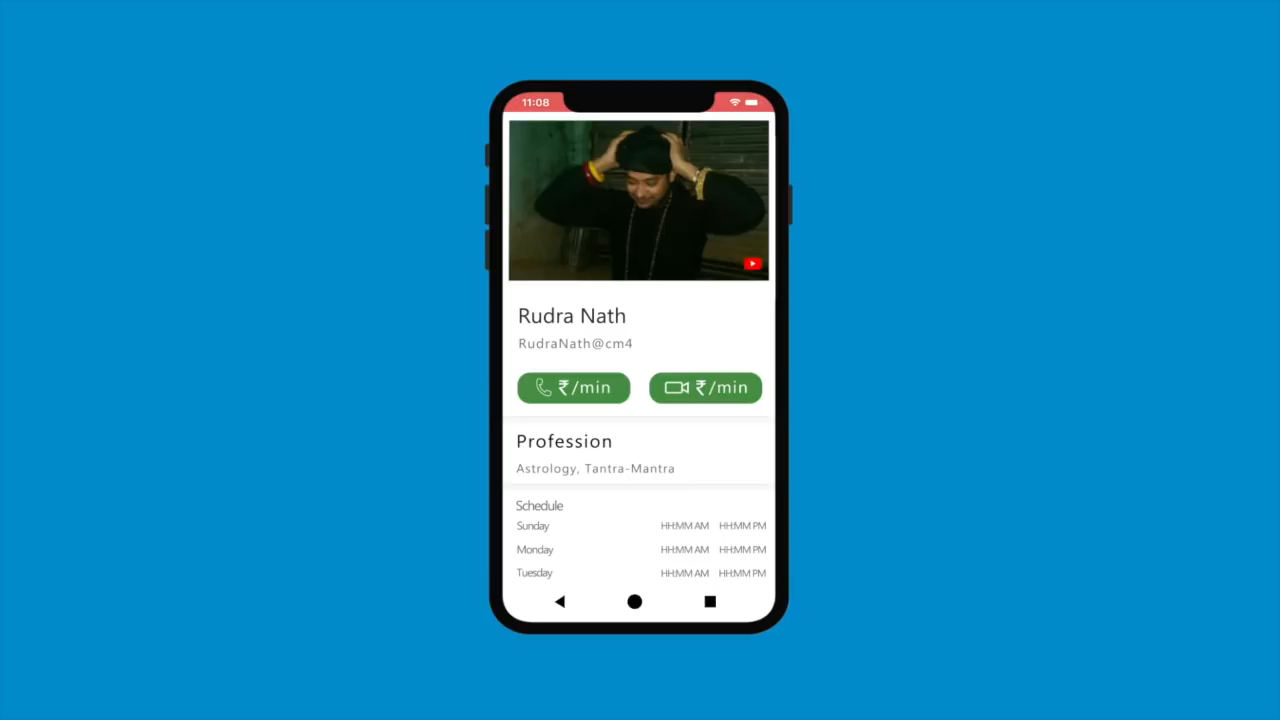 11:08
Rudra Nath
RudraNath@cm4
₹/min ₹/min
Profession
Astrology, Tantra-Mantra
Schedule
Sunday HH:MM AM HH:MM PM
Monday HH:MM AM HH:MM PM
Tuesday HH:MM AM HH:MM PM